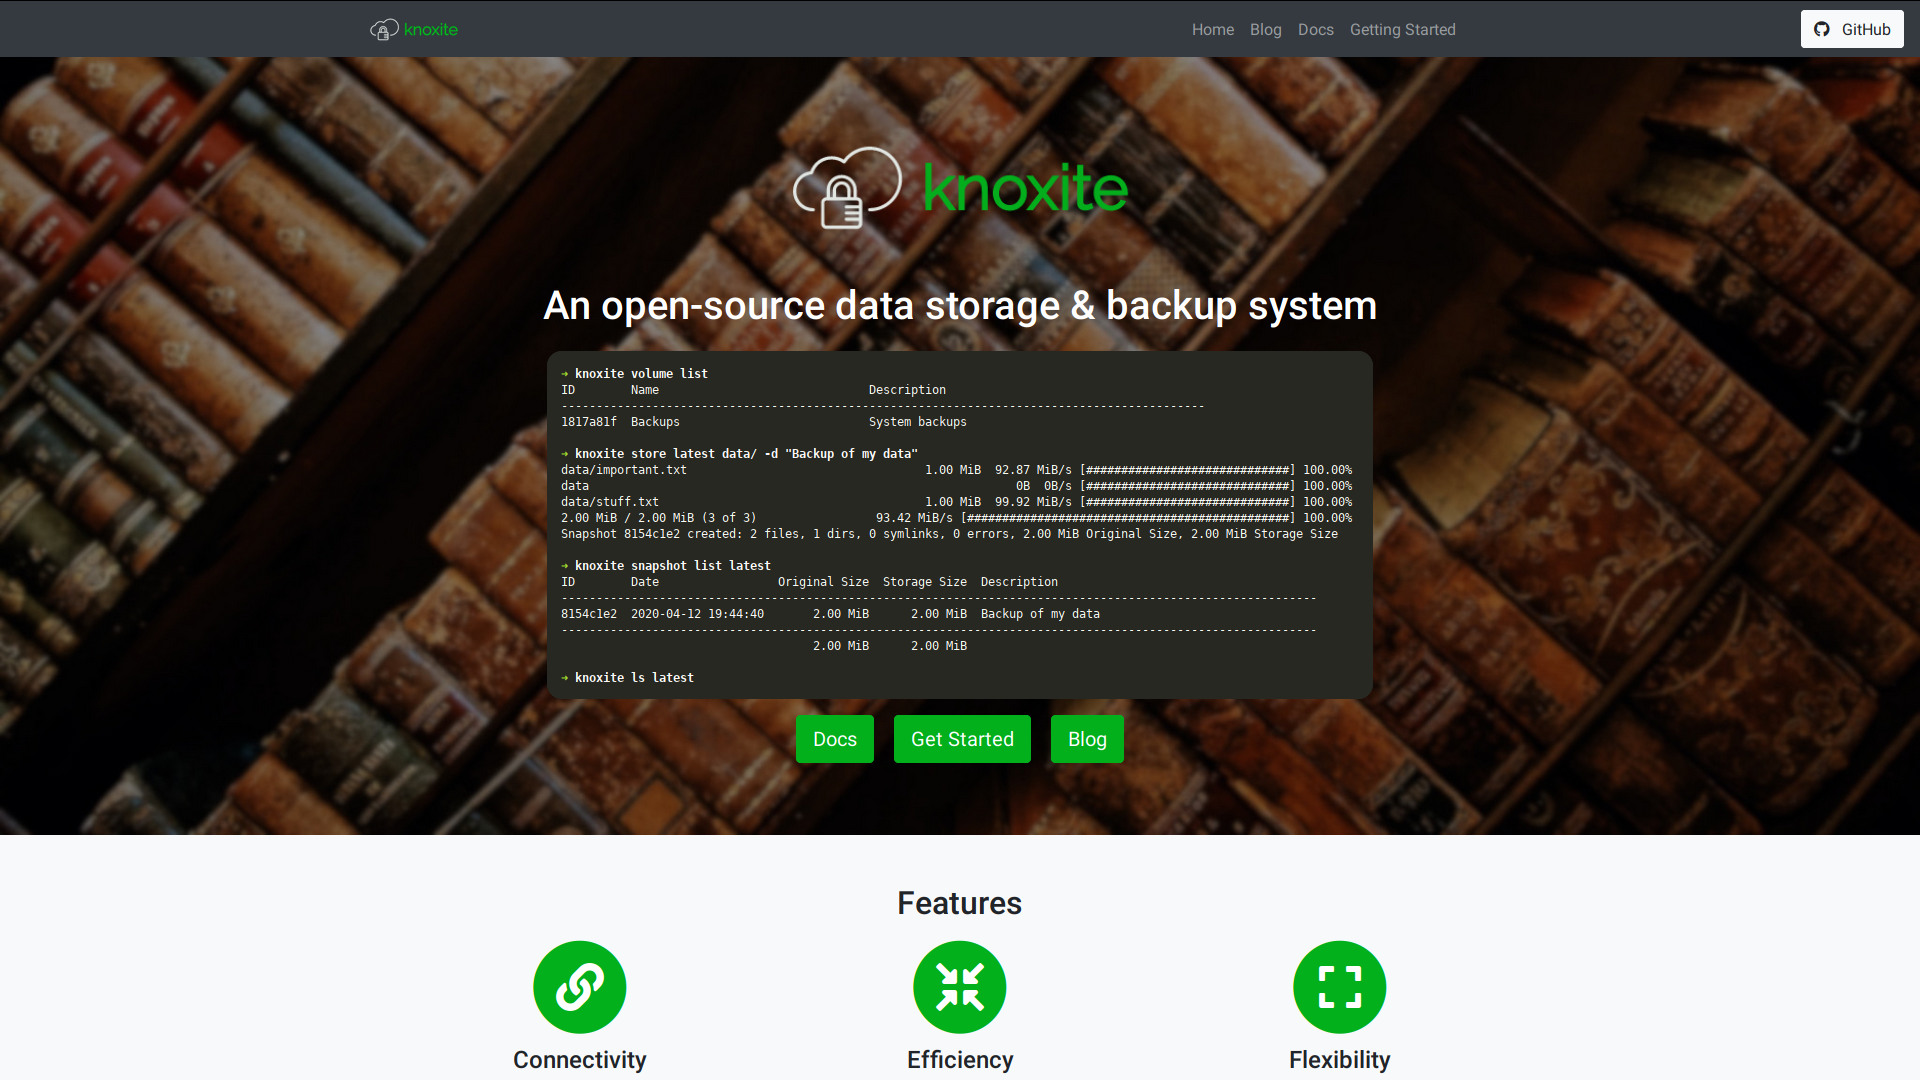 knoxite
Home Blog Docs Getting Started
GitHub
knoxite
An open-source data storage & backup system
➜ knoxite volume list
ID        Name                              Description
--------------------------------------------------------------------------------------------
1817a81f  Backups                           System backups
➜ knoxite store latest data/ -d "Backup of my data"
data/important.txt                                  1.00 MiB  92.87 MiB/s [#############################] 100.00%
data                                                             0B  0B/s [#############################] 100.00%
data/stuff.txt                                      1.00 MiB  99.92 MiB/s [#############################] 100.00%
2.00 MiB / 2.00 MiB (3 of 3)                 93.42 MiB/s [##############################################] 100.00%
Snapshot 8154c1e2 created: 2 files, 1 dirs, 0 symlinks, 0 errors, 2.00 MiB Original Size, 2.00 MiB Storage Size
➜ knoxite snapshot list latest
ID        Date                 Original Size  Storage Size  Description
------------------------------------------------------------------------------------------------------------
8154c1e2  2020-04-12 19:44:40       2.00 MiB      2.00 MiB  Backup of my data
------------------------------------------------------------------------------------------------------------
                                    2.00 MiB      2.00 MiB
➜ knoxite ls latest
Docs
Get Started
Blog
Features
Connectivity
Efficiency
Flexibility